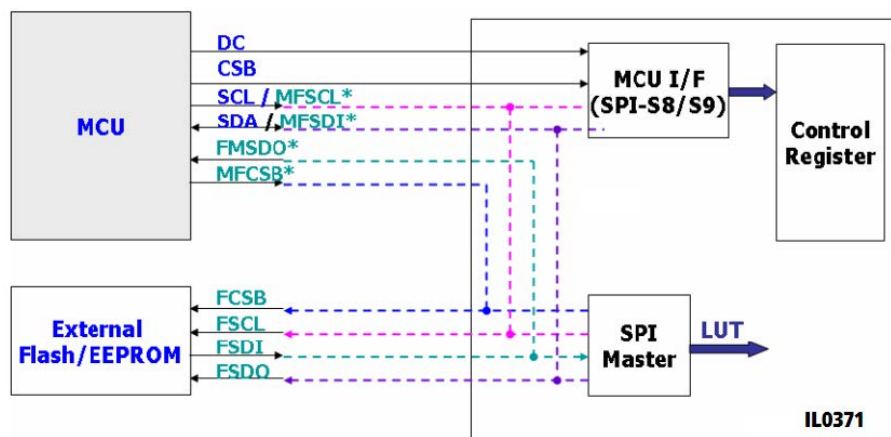 DC
CSB
SCL / MFSCL*
SDA / MFSDI*
FMSDO*
MFCSB*
MCU
MCU I/F
(SPI-S8/S9)
Control
Register
FCSB
FSCL
FSDI
FSDO
External
Flash/EEPROM
SPI
Master
LUT
IL0371